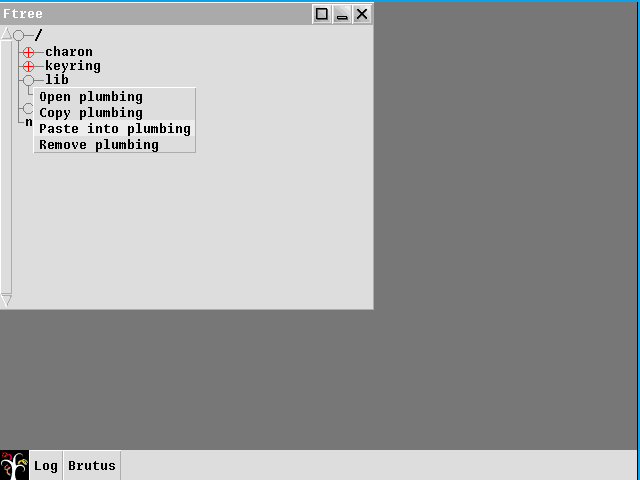 Ftree
/
charon
keyring
lib
Open plumbing
Copy plumbing
n
Paste into plumbing
Remove plumbing
Log
Brutus